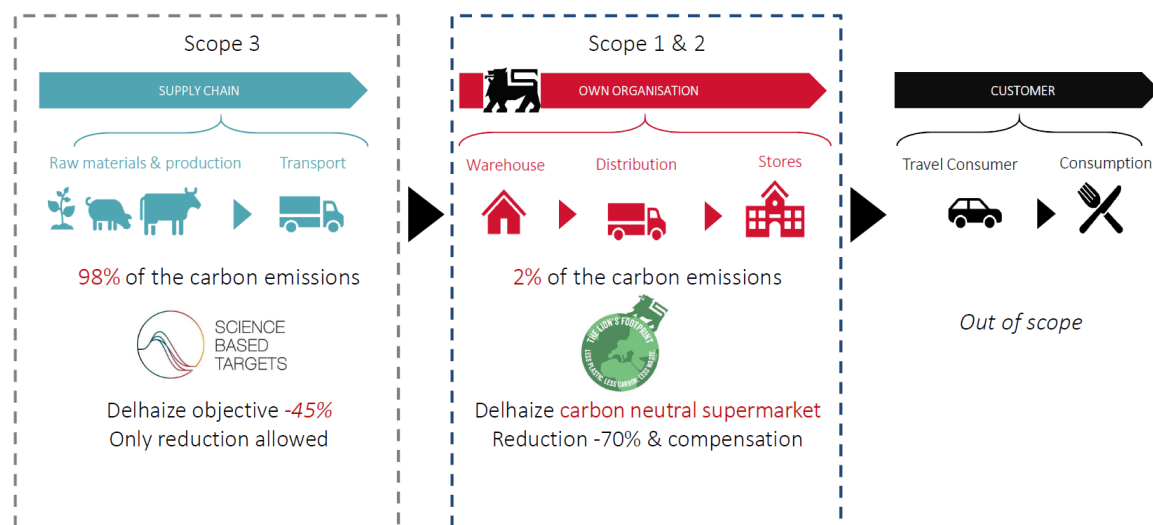 Scope 3
SUPPLY CHAIN
Raw materials & production
Transport
98% of the carbon emissions
SCIENCE
BASED
TARGETS
Delhaize objective -45%
Only reduction allowed
Scope 1 & 2
OWN ORGANISATION
Warehouse
Distribution
Stores
2% of the carbon emissions
THE LION'S FOOTPRINT
LESS PLASTIC. LESS CARBON. LESS WASTE.
Delhaize carbon neutral supermarket
Reduction -70% & compensation
CUSTOMER
Travel Consumer
Consumption
Out of scope